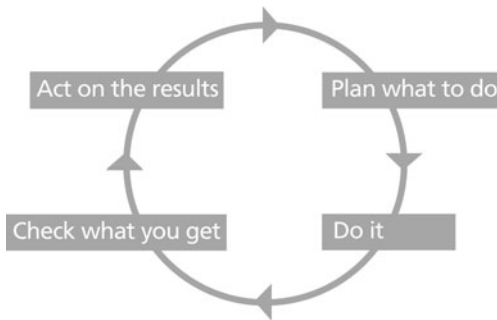 Act on the results
Plan what to do
Check what you get
Do it